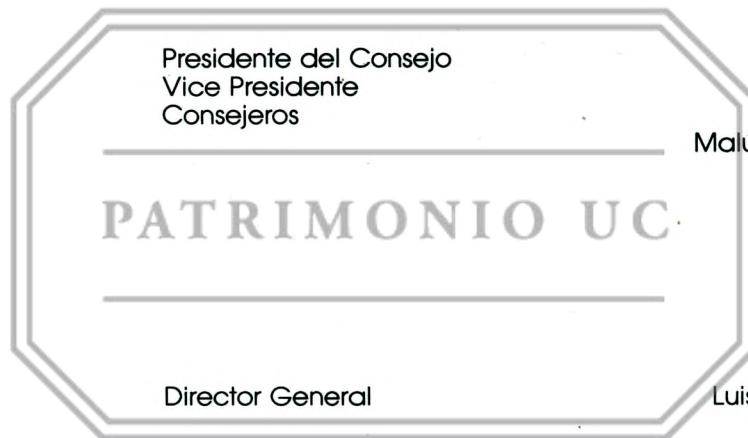 Presidente del Consejo
Vice Presidente
Consejeros
PATRIMONIO UC
Director General